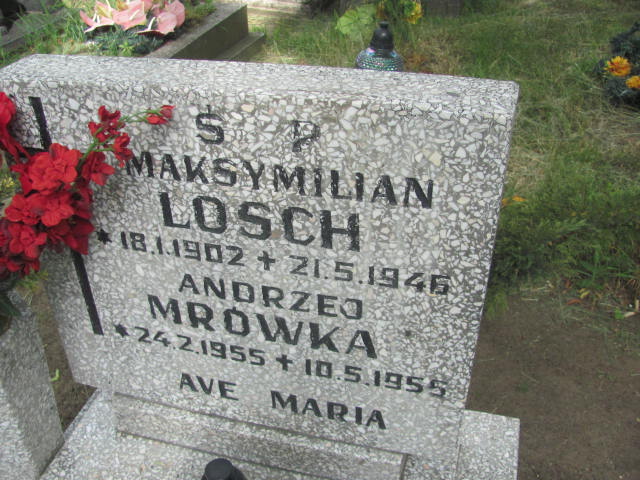 Ś P
MAKSYMILIAN
LOSCH
* 18.1.1902 + 21.5.1946
ANDRZEJ
MRÓWKA
* 24.2.1955 + 10.5.1955
AVE MARIA